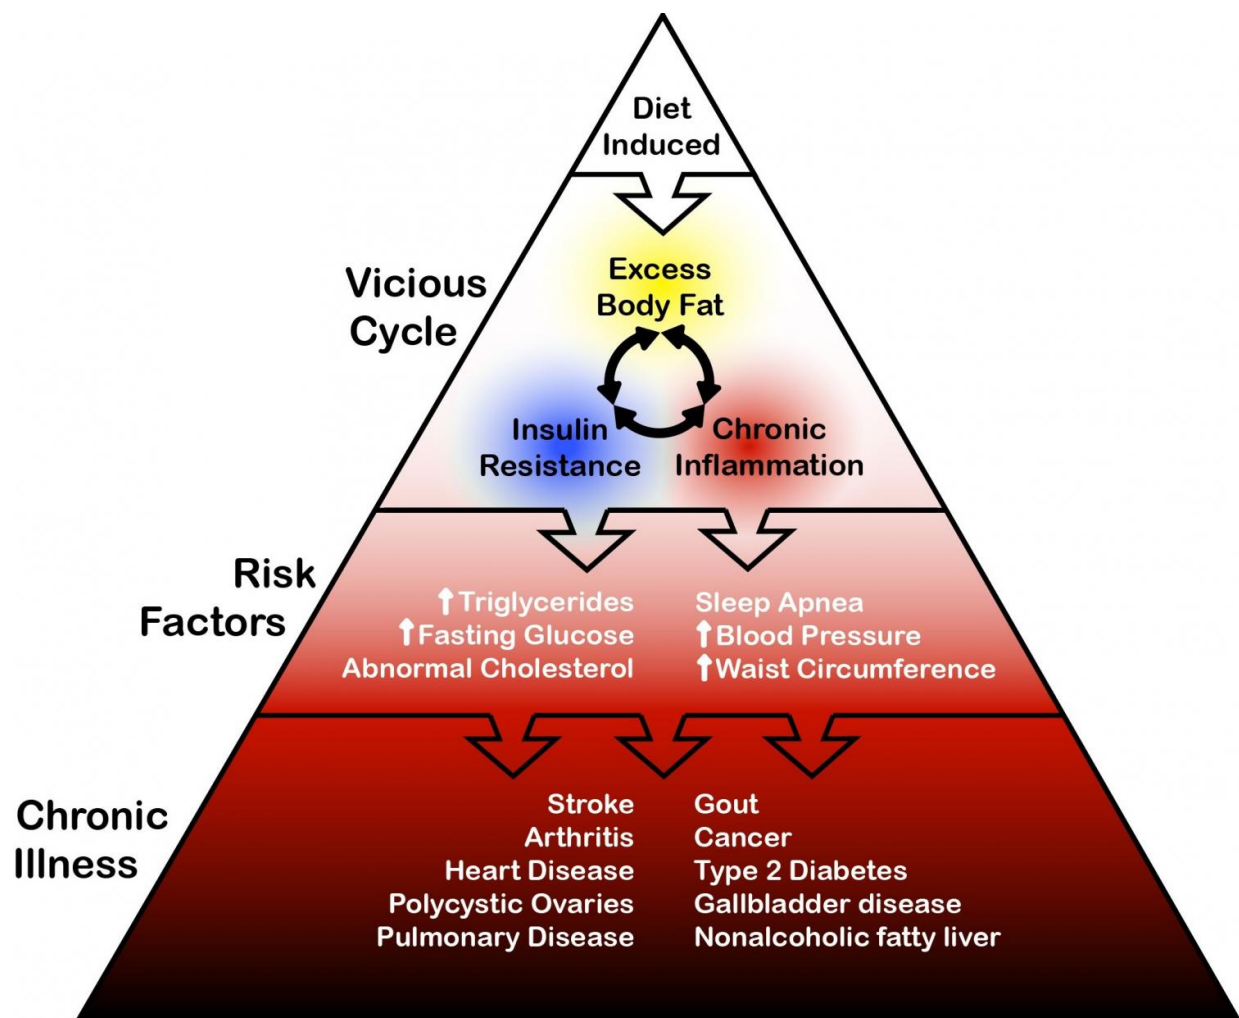 Diet
Induced
Vicious
Cycle
Excess
Body Fat
Insulin
Resistance
Chronic
Inflammation
Risk
Factors
↑Triglycerides
↑Fasting Glucose
Abnormal Cholesterol
Sleep Apnea
↑Blood Pressure
↑Waist Circumference
Chronic
Illness
Stroke
Arthritis
Heart Disease
Polycystic Ovaries
Pulmonary Disease
Gout
Cancer
Type 2 Diabetes
Gallbladder disease
Nonalcoholic fatty liver